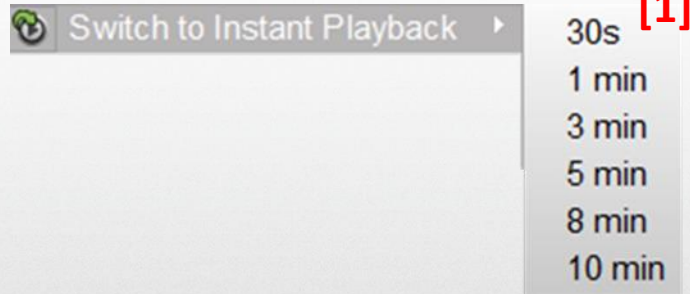 Switch to Instant Playback
[1]
30s
1 min
3 min
5 min
8 min
10 min